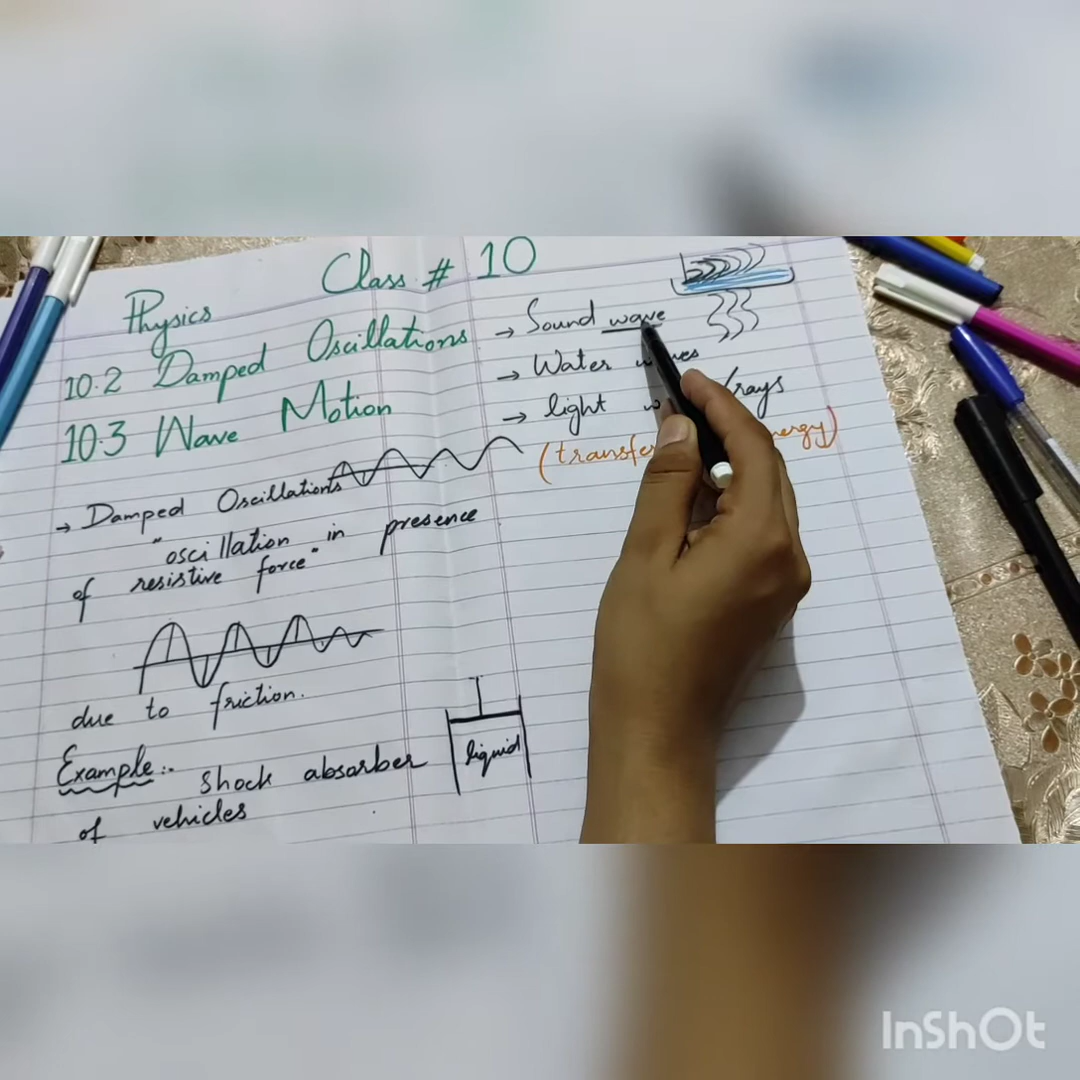 Class # 10
Physics
10.2 Damped Oscillations
10.3 Wave Motion
→ Damped Oscillations
"oscillation in presence
of resistive force"
due to friction.
Example:-
Shock absorber
of vehicles
liquid
→ Sound wave
→ Water
→ light /rays
(
InShOt